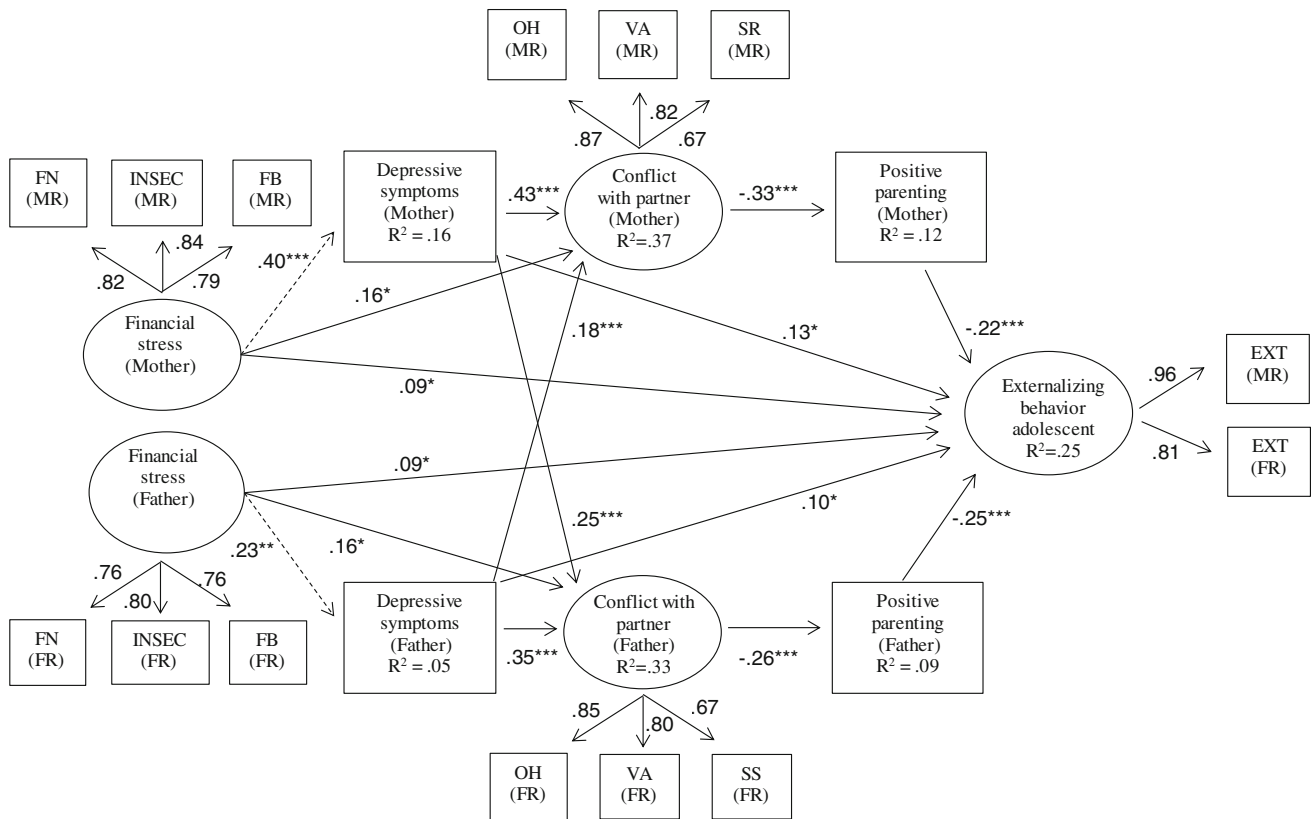 OH
(MR)
VA
(MR)
SR
(MR)
.87
.82
.67
FN
(MR)
INSEC
(MR)
FB
(MR)
.82
.84
.79
Financial
stress
(Mother)
.40***
Depressive
symptoms
(Mother)
R² = .16
.43***
Conflict
with partner
(Mother)
R²=.37
-.33***
Positive
parenting
(Mother)
R² = .12
.16*
.18***
.13*
-.22***
.09*
Externalizing
behavior
adolescent
R²=.25
.96
EXT
(MR)
.81
EXT
(FR)
Financial
stress
(Father)
.09*
.10*
.25***
-.25***
.23**
.16*
.76
.80
.76
FN
(FR)
INSEC
(FR)
FB
(FR)
Depressive
symptoms
(Father)
R² = .05
.35***
Conflict with
partner
(Father)
R²=.33
-.26***
Positive
parenting
(Father)
R² = .09
.85
.80
.67
OH
(FR)
VA
(FR)
SS
(FR)